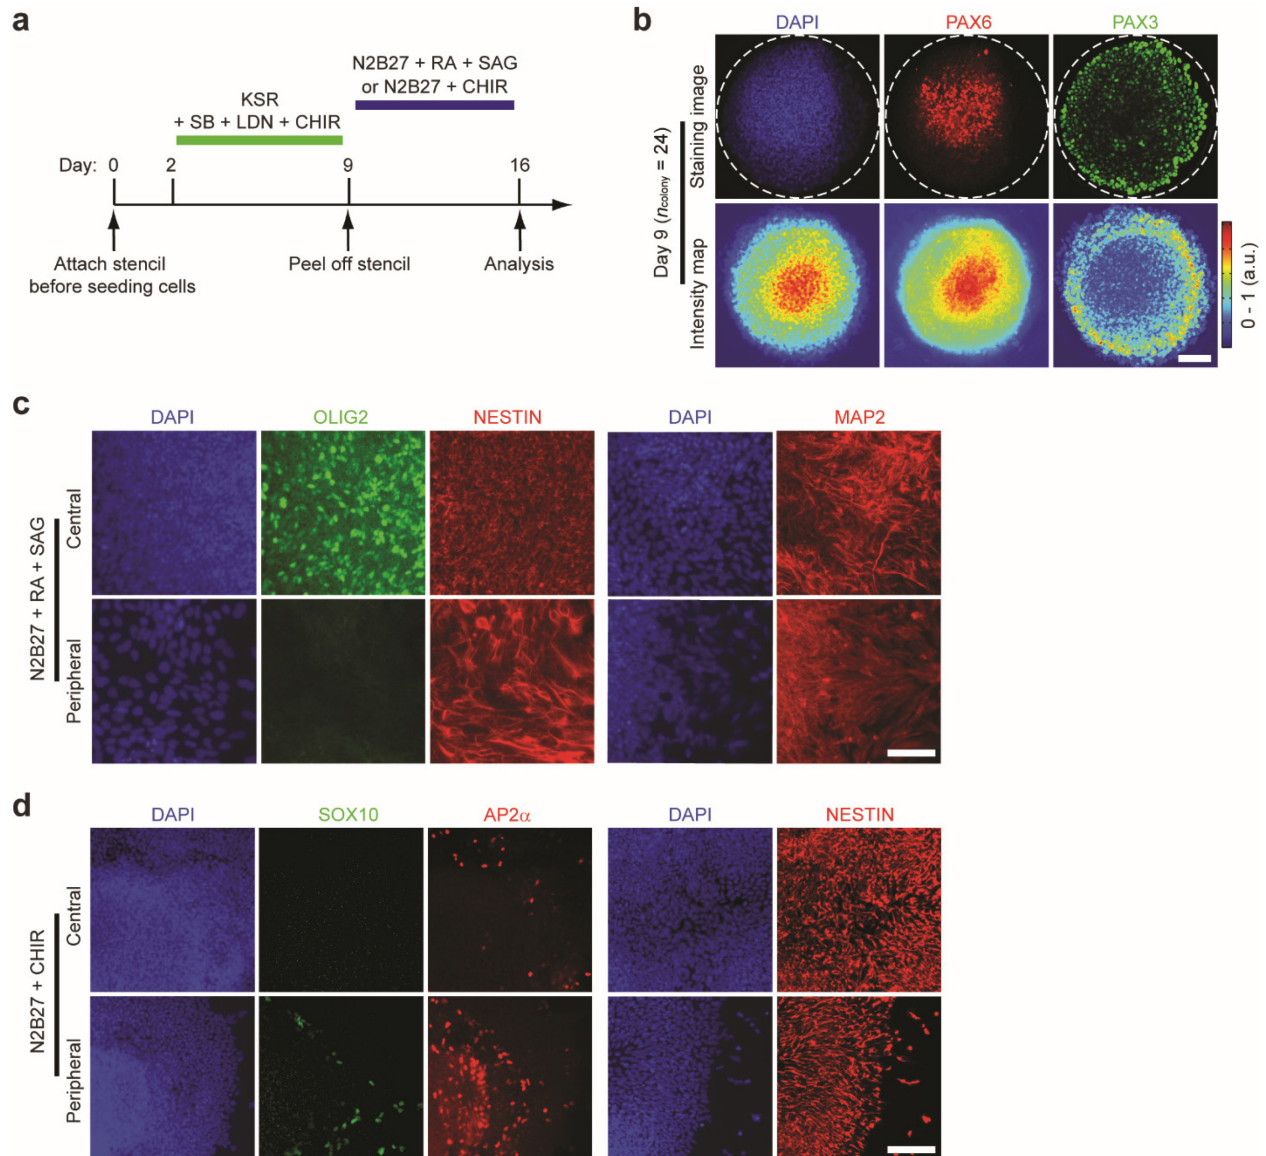 a
N2B27 + RA + SAG
or N2B27 + CHIR
KSR
+ SB + LDN + CHIR
Day: 0 2 9 16
Attach stencil
before seeding cells
Peel off stencil
Analysis
b
DAPI PAX6 PAX3
Day 9 (ncolony = 24)
Staining image
Intensity map
0 - 1 (a.u.)
c
DAPI OLIG2 NESTIN DAPI MAP2
N2B27 + RA + SAG
Central
Peripheral
d
DAPI SOX10 AP2α DAPI NESTIN
N2B27 + CHIR
Central
Peripheral